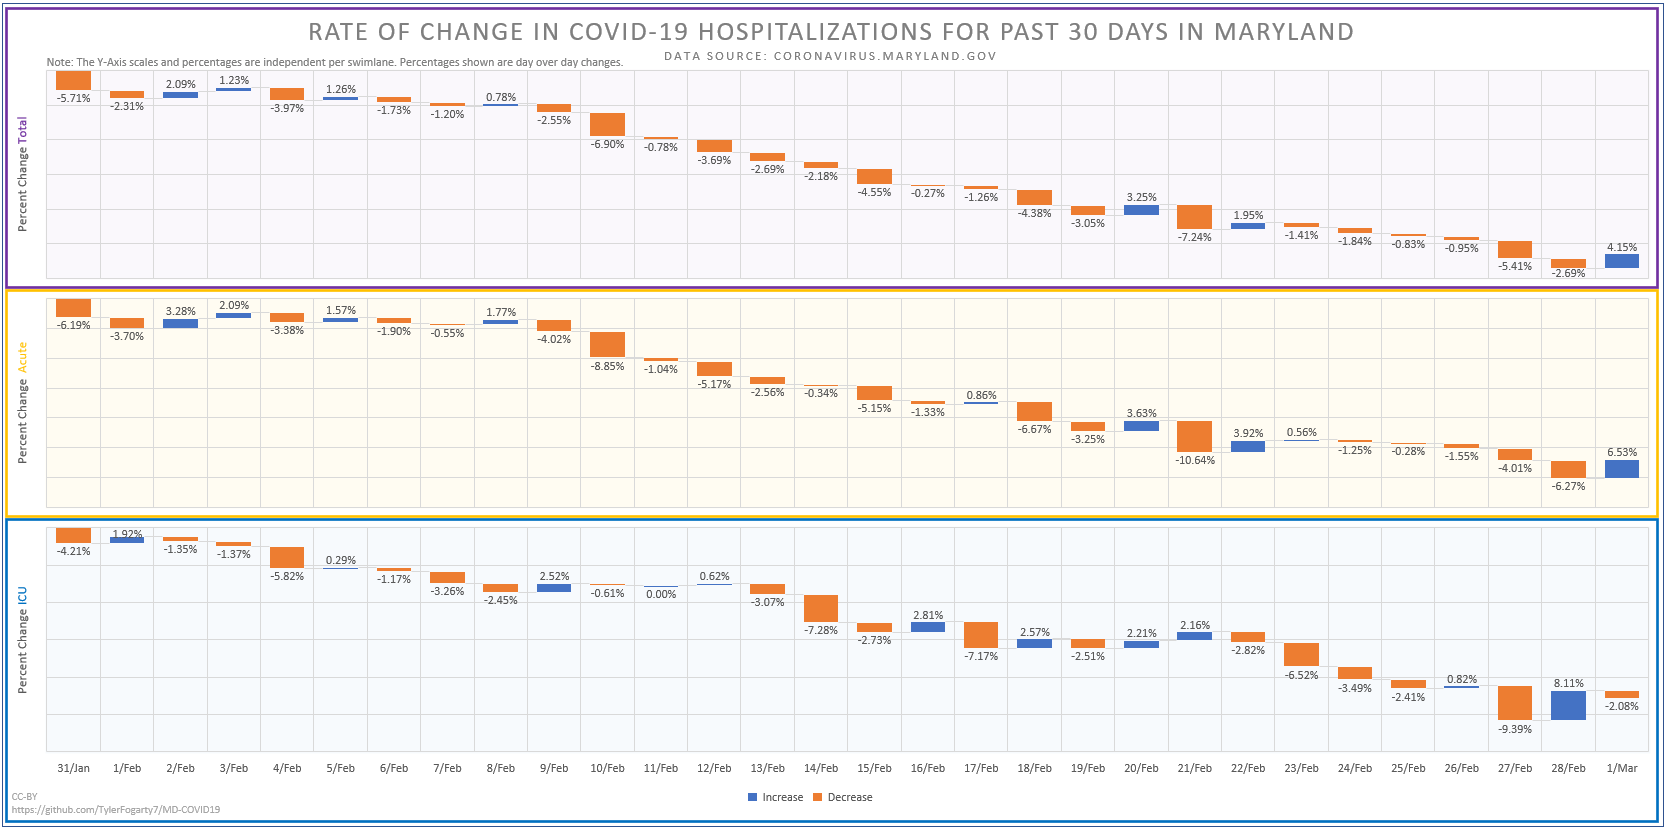 RATE OF CHANGE IN COVID-19 HOSPITALIZATIONS FOR PAST 30 DAYS IN MARYLAND
DATA SOURCE: CORONAVIRUS.MARYLAND.GOV
Note: The Y-Axis scales and percentages are independent per swimlane. Percentages shown are day over day changes.
Percent Change Total
-5.71% -2.31% 2.09% 1.23% -3.97% 1.26% -1.73% -1.20% 0.78% -2.55% -6.90% -0.78% -3.69% -2.69% -2.18% -4.55% -0.27% -1.26% -4.38% -3.05% 3.25% -7.24% 1.95% -1.41% -1.84% -0.83% -0.95% -5.41% -2.69% 4.15%
Percent Change Acute
-6.19% -3.70% 3.28% 2.09% -3.38% 1.57% -1.90% -0.55% 1.77% -4.02% -8.85% -1.04% -5.17% -2.56% -0.34% -5.15% -1.33% 0.86% -6.67% -3.25% 3.63% -10.64% 3.92% 0.56% -1.25% -0.28% -1.55% -4.01% -6.27% 6.53%
Percent Change ICU
-4.21% 1.92% -1.35% -1.37% -5.82% 0.29% -1.17% -3.26% -2.45% 2.52% -0.61% 0.00% 0.62% -3.07% -7.28% -2.73% 2.81% -7.17% 2.57% -2.51% 2.21% 2.16% -2.82% -6.52% -3.49% -2.41% 0.82% -9.39% 8.11% -2.08%
31/Jan 1/Feb 2/Feb 3/Feb 4/Feb 5/Feb 6/Feb 7/Feb 8/Feb 9/Feb 10/Feb 11/Feb 12/Feb 13/Feb 14/Feb 15/Feb 16/Feb 17/Feb 18/Feb 19/Feb 20/Feb 21/Feb 22/Feb 23/Feb 24/Feb 25/Feb 26/Feb 27/Feb 28/Feb 1/Mar
Increase Decrease
CC-BY
https://github.com/TylerFogarty7/MD-COVID19